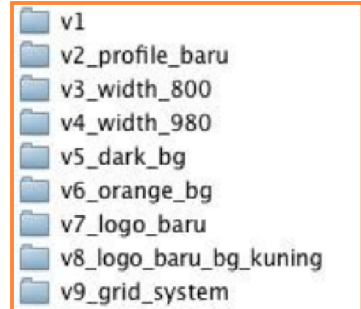 v1
v2_profile_baru
v3_width_800
v4_width_980
v5_dark_bg
v6_orange_bg
v7_logo_baru
v8_logo_baru_bg_kuning
v9_grid_system